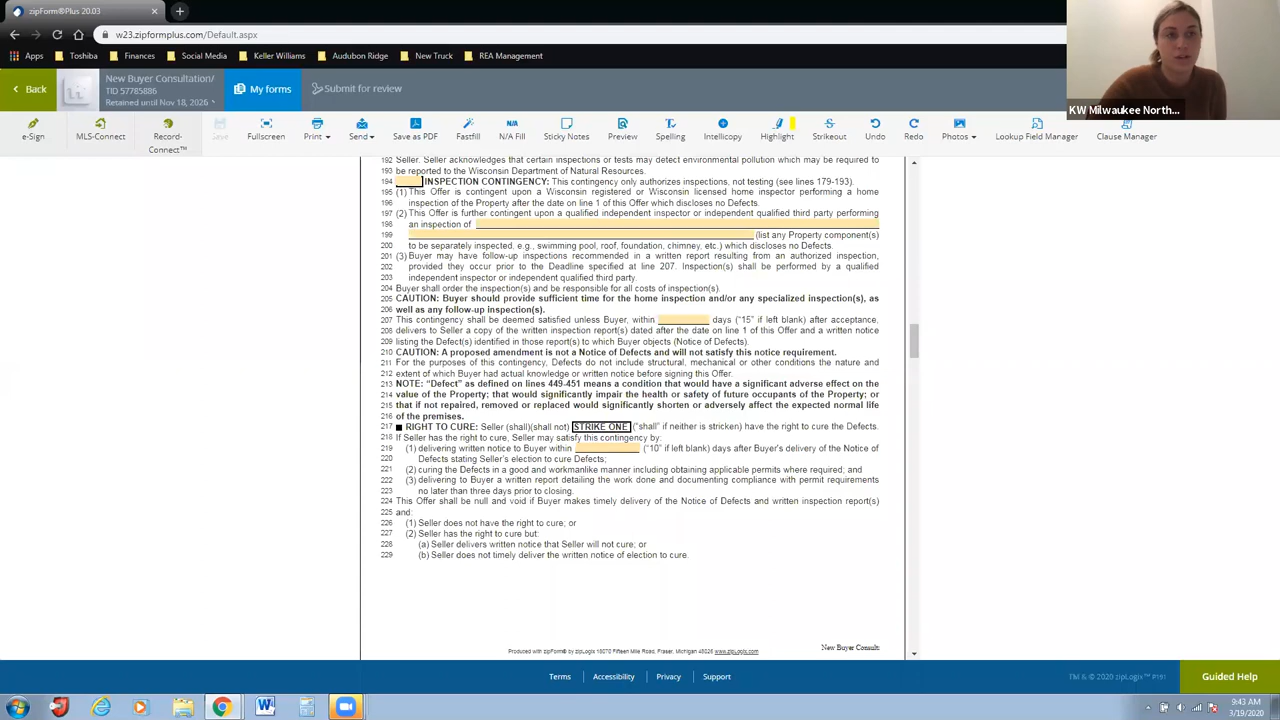 zipForm®Plus 20.03
w23.zipformplus.com/Default.aspx
Apps Toshiba Finances Social Media Keller Williams Audoubon Ridge New Truck REA Management
KW Milwaukee North...
Back
New Buyer Consultation/
TID 57785886
Retained until Nov 18, 2026
My forms
Submit for review
e-Sign MLS-Connect Record-Connect™ Save Fullscreen Print Send Save as PDF Fastfill N/A Fill Sticky Notes Preview Spelling Intellicopy Highlight Strikeout Undo Redo Photos Lookup Field Manager Clause Manager
192 Seller. Seller acknowledges that certain inspections or tests may detect environmental pollution which may be required to
193 be reported to the Wisconsin Department of Natural Resources.
194 INSPECTION CONTINGENCY: This contingency only authorizes inspections, not testing (see lines 179-193).
195 (1) This Offer is contingent upon a Wisconsin registered or Wisconsin licensed home inspector performing a home
196 inspection of the Property after the date on line 1 of this Offer which discloses no Defects.
197 (2) This Offer is further contingent upon a qualified independent inspector or independent qualified third party performing
198 an inspection of
199 (list any Property component(s)
200 to be separately inspected, e.g., swimming pool, roof, foundation, chimney, etc.) which discloses no Defects.
201 (3) Buyer may have follow-up inspections recommended in a written report resulting from an authorized inspection,
202 provided they occur prior to the Deadline specified at line 207. Inspection(s) shall be performed by a qualified
203 independent inspector or independent qualified third party.
204 Buyer shall order the inspection(s) and be responsible for all costs of inspection(s).
205 CAUTION: Buyer should provide sufficient time for the home inspection and/or any specialized inspection(s), as
206 well as any follow-up inspection(s).
207 This contingency shall be deemed satisfied unless Buyer, within days ("15" if left blank) after acceptance,
208 delivers to Seller a copy of the written inspection report(s) dated after the date on line 1 of this Offer and a written notice
209 listing the Defect(s) identified in those report(s) to which Buyer objects (Notice of Defects).
210 CAUTION: A proposed amendment is not a Notice of Defects and will not satisfy this notice requirement.
211 For the purposes of this contingency, Defects do not include structural, mechanical or other conditions the nature and
212 extent of which Buyer had actual knowledge or written notice before signing this Offer.
213 NOTE: "Defect" as defined on lines 449-451 means a condition that would have a significant adverse effect on the
214 value of the Property; that would significantly impair the health or safety of future occupants of the Property; or
215 that if not repaired, removed or replaced would significantly shorten or adversely affect the expected normal life
216 of the premises.
217 ■ RIGHT TO CURE: Seller (shall)(shall not) STRIKE ONE ("shall" if neither is stricken) have the right to cure the Defects.
218 If Seller has the right to cure, Seller may satisfy this contingency by:
219 (1) delivering written notice to Buyer within ("10" if left blank) days after Buyer's delivery of the Notice of
220 Defects stating Seller's election to cure Defects;
221 (2) curing the Defects in a good and workmanlike manner including obtaining applicable permits where required; and
222 (3) delivering to Buyer a written report detailing the work done and documenting compliance with permit requirements
223 no later than three days prior to closing.
224 This Offer shall be null and void if Buyer makes timely delivery of the Notice of Defects and written inspection report(s)
225 and:
226 (1) Seller does not have the right to cure; or
227 (2) Seller has the right to cure but:
228 (a) Seller delivers written notice that Seller will not cure; or
229 (b) Seller does not timely deliver the written notice of election to cure.
Produced with zipForm® by zipLogix 18070 Fifteen Mile Road, Fraser, Michigan 48026 www.zipLogix.com
New Buyer Consult:
Terms Accessibility Privacy Support
TM & © 2020 zipLogix™ P191
Guided Help
9:43 AM
3/19/2020